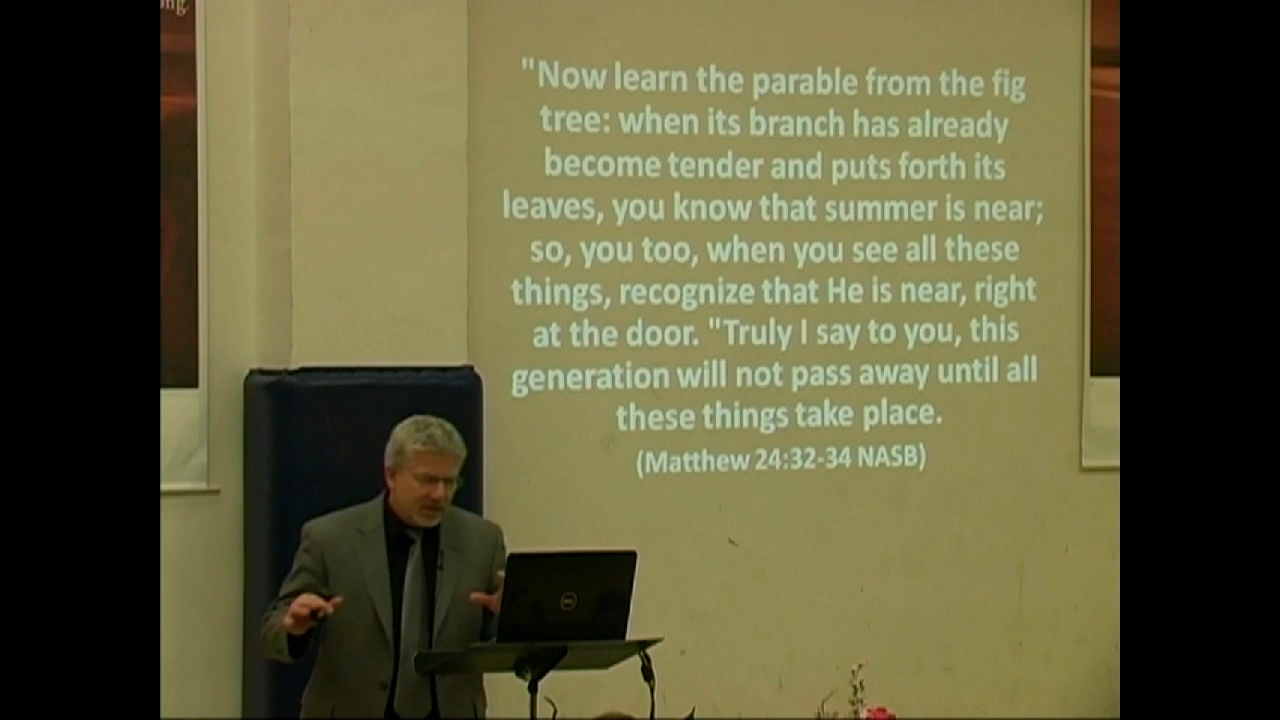 ong.
"Now learn the parable from the fig
tree: when its branch has already
become tender and puts forth its
leaves, you know that summer is near;
so, you too, when you see all these
things, recognize that He is near, right
at the door. "Truly I say to you, this
generation will not pass away until all
these things take place.
(Matthew 24:32-34 NASB)
DELL